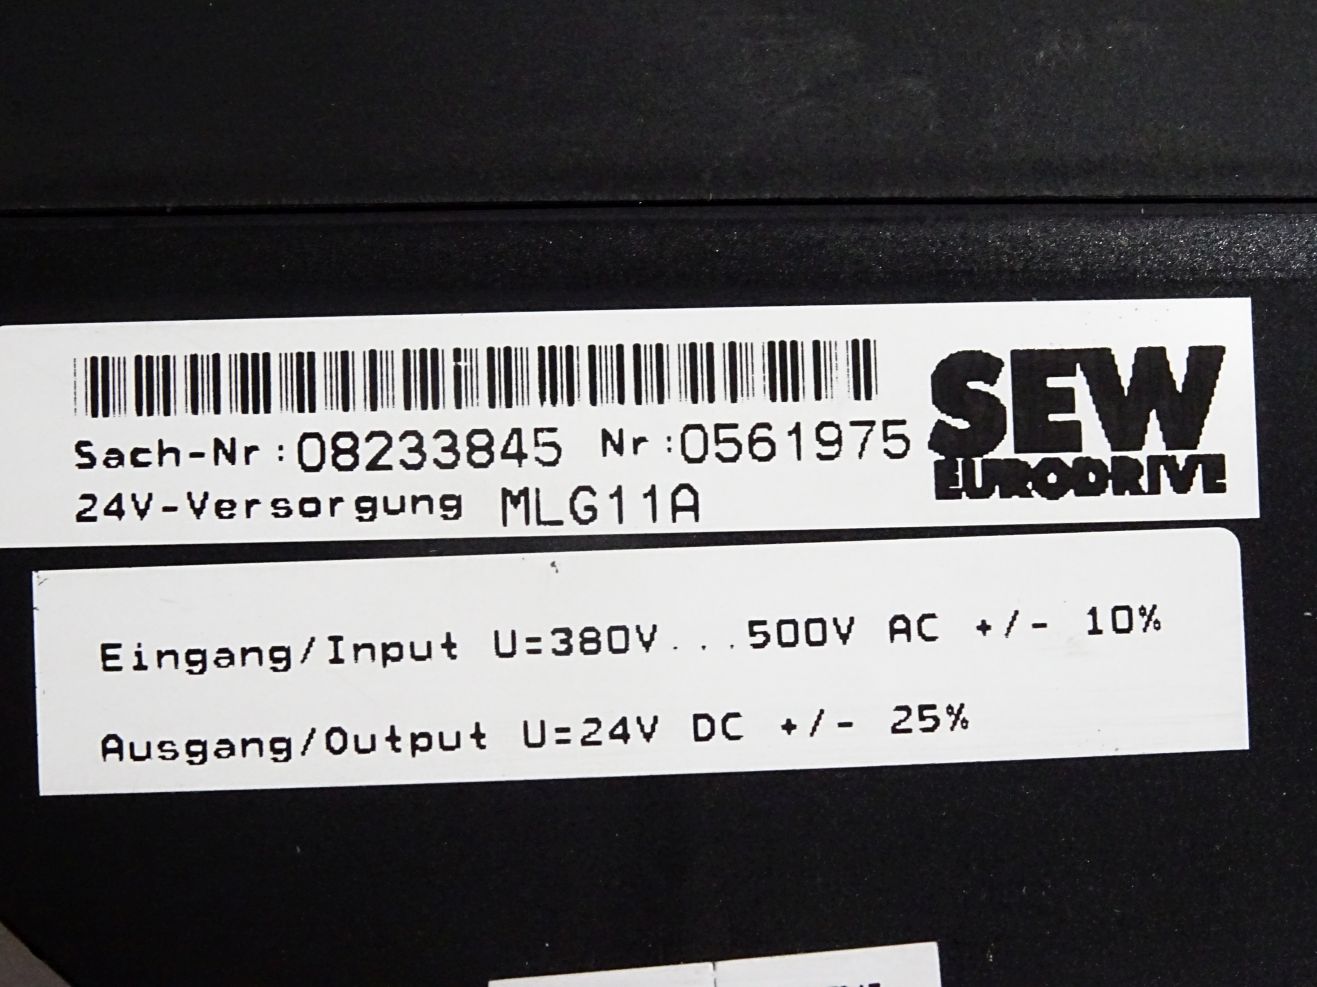 Sach-Nr:08233845 Nr:0561975
24V-Versorgung MLG11A
SEW
EURODRIVE
Eingang/Input U=380V...500V AC +/- 10%
Ausgang/Output U=24V DC +/- 25%